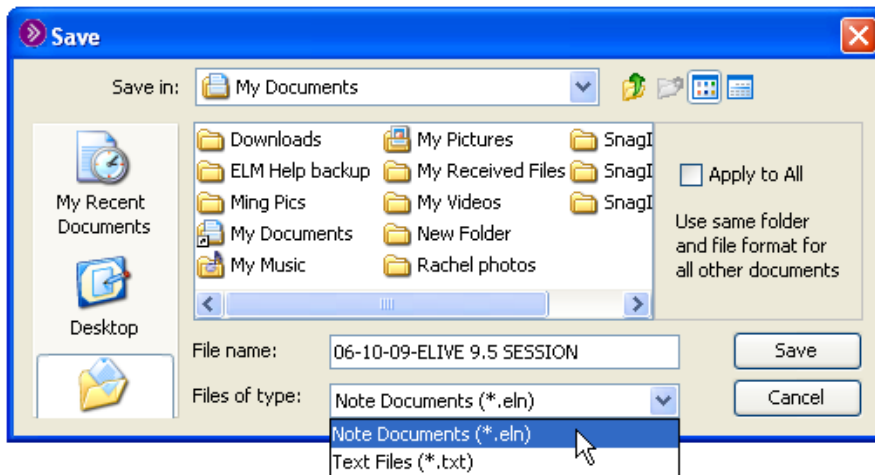 Save
Save in: My Documents
My Recent
Documents
Desktop
Downloads
ELM Help backup
Ming Pics
My Documents
My Music
My Pictures
My Received Files
My Videos
New Folder
Rachel photos
SnagI
SnagI
SnagI
Apply to All
Use same folder
and file format for
all other documents
File name: 06-10-09-ELIVE 9.5 SESSION
Save
Files of type: Note Documents (*.eln)
Cancel
Note Documents (*.eln)
Text Files (*.txt)